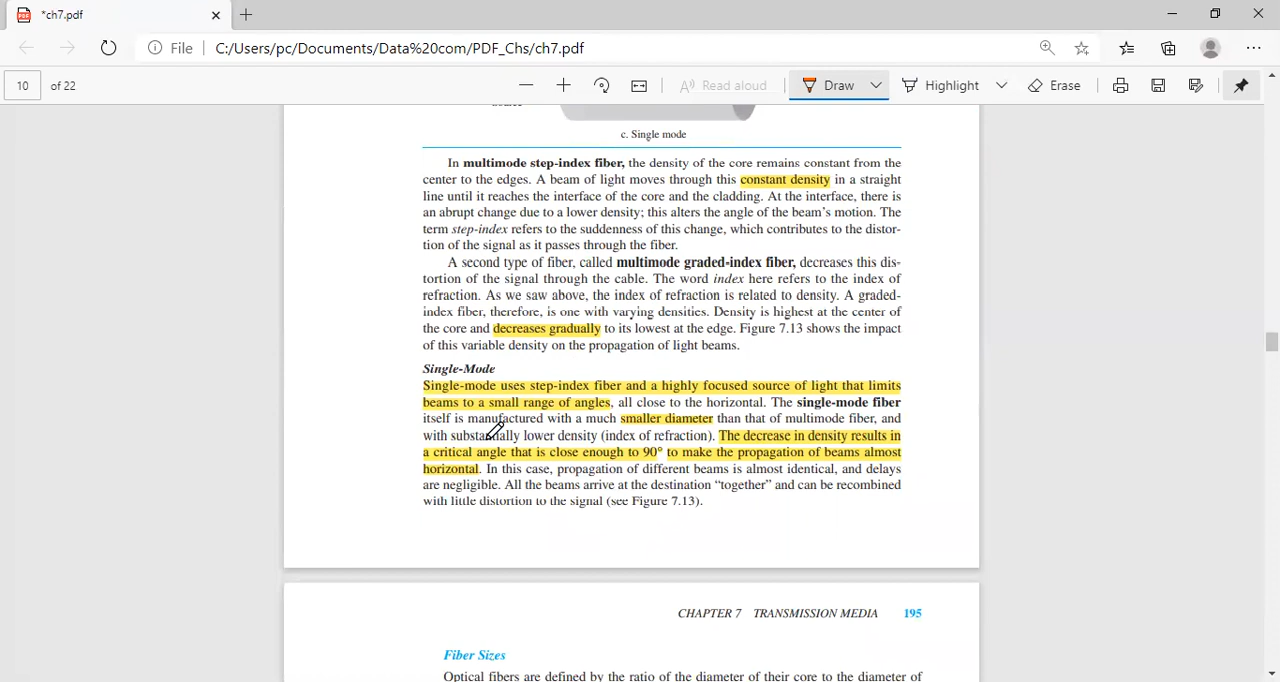 *ch7.pdf
File
C:/Users/pc/Documents/Data%20com/PDF_Chs/ch7.pdf
10 of 22
Read aloud
Draw
Highlight
Erase
c. Single mode
In multimode step-index fiber, the density of the core remains constant from the
center to the edges. A beam of light moves through this constant density in a straight
line until it reaches the interface of the core and the cladding. At the interface, there is
an abrupt change due to a lower density; this alters the angle of the beam's motion. The
term step-index refers to the suddenness of this change, which contributes to the distor-
tion of the signal as it passes through the fiber.
A second type of fiber, called multimode graded-index fiber, decreases this dis-
tortion of the signal through the cable. The word index here refers to the index of
refraction. As we saw above, the index of refraction is related to density. A graded-
index fiber, therefore, is one with varying densities. Density is highest at the center of
the core and decreases gradually to its lowest at the edge. Figure 7.13 shows the impact
of this variable density on the propagation of light beams.
Single-Mode
Single-mode uses step-index fiber and a highly focused source of light that limits
beams to a small range of angles, all close to the horizontal. The single-mode fiber
itself is manufactured with a much smaller diameter than that of multimode fiber, and
with substantially lower density (index of refraction). The decrease in density results in
a critical angle that is close enough to 90° to make the propagation of beams almost
horizontal. In this case, propagation of different beams is almost identical, and delays
are negligible. All the beams arrive at the destination "together" and can be recombined
with little distortion to the signal (see Figure 7.13).
CHAPTER 7 TRANSMISSION MEDIA 195
Fiber Sizes
Optical fibers are defined by the ratio of the diameter of their core to the diameter of